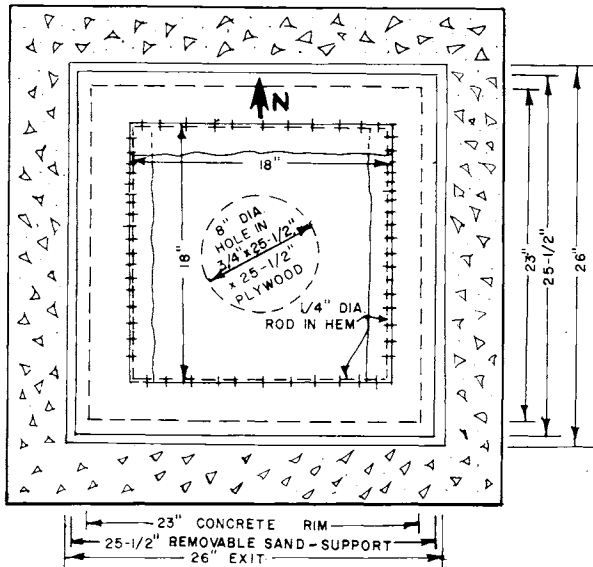 N
18"
18"
8" DIA
HOLE IN
3/4" x 25-1/2"
x 25-1/2"
PLYWOOD
1/4" DIA
ROD IN HEM
23"
25-1/2"
26"
23" CONCRETE RIM
25-1/2" REMOVABLE SAND-SUPPORT
26" EXIT